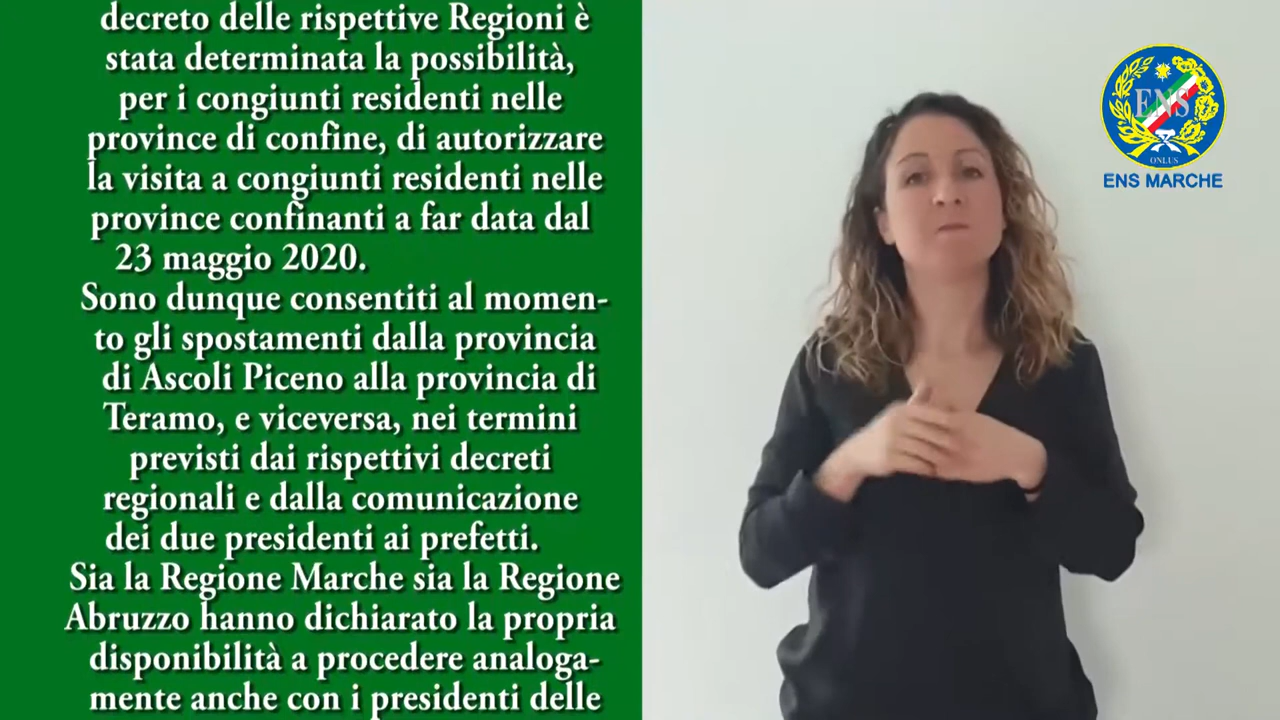 decreto delle rispettive Regioni è
stata determinata la possibilità,
per i congiunti residenti nelle
province di confine, di autorizzare
la visita a congiunti residenti nelle
province confinanti a far data dal
23 maggio 2020.
Sono dunque consentiti al momen-
to gli spostamenti dalla provincia
di Ascoli Piceno alla provincia di
Teramo, e viceversa, nei termini
previsti dai rispettivi decreti
regionali e dalla comunicazione
dei due presidenti ai prefetti.
Sia la Regione Marche sia la Regione
Abruzzo hanno dichiarato la propria
disponibilità a procedere analoga-
mente anche con i presidenti delle
ENS
ONLUS
ENS MARCHE